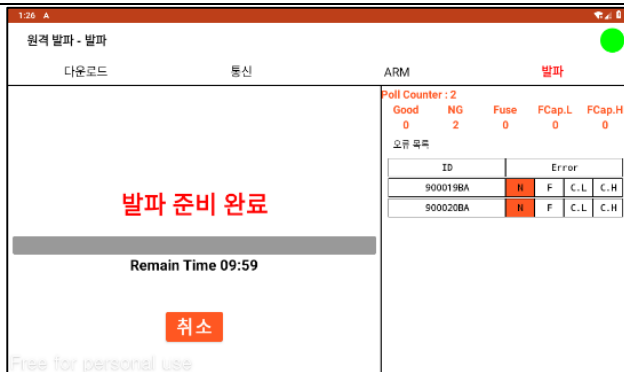 1:26 A
원격 발파 - 발파
다운로드 통신 ARM 발파
발파 준비 완료
Remain Time 09:59
취소
Free for personal use
Poll Counter : 2
Good NG Fuse FCap.L FCap.H
0 2 0 0 0
오류 목록
ID Error
900019BA N F C.L C.H
900020BA N F C.L C.H